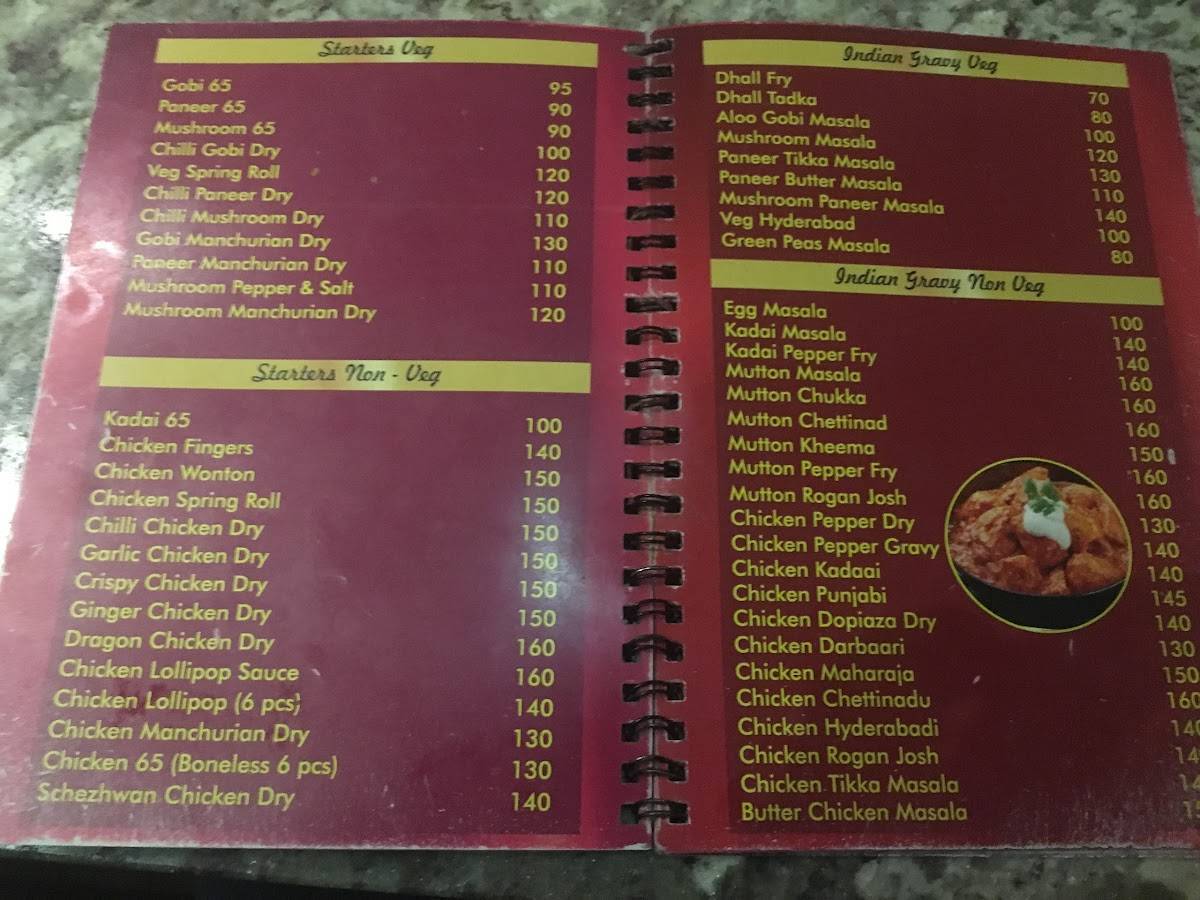 Starters Veg
Gobi 65 95
Paneer 65 90
Mushroom 65 90
Chilli Gobi Dry 100
Veg Spring Roll 120
Chilli Paneer Dry 120
Chilli Mushroom Dry 110
Gobi Manchurian Dry 130
Paneer Manchurian Dry 110
Mushroom Pepper & Salt 110
Mushroom Manchurian Dry 120
Starters Non - Veg
Kadai 65 100
Chicken Fingers 140
Chicken Wonton 150
Chicken Spring Roll 150
Chilli Chicken Dry 150
Garlic Chicken Dry 150
Crispy Chicken Dry 150
Ginger Chicken Dry 150
Dragon Chicken Dry 160
Chicken Lollipop Sauce 160
Chicken Lollipop (6 pcs) 140
Chicken Manchurian Dry 130
Chicken 65 (Boneless 6 pcs) 130
Schezhwan Chicken Dry 140
Indian Gravy Veg
Dhall Fry 70
Dhall Tadka 80
Aloo Gobi Masala 100
Mushroom Masala 120
Paneer Tikka Masala 130
Paneer Butter Masala 110
Mushroom Paneer Masala 140
Veg Hyderabad 100
Green Peas Masala 80
Indian Gravy Non Veg
Egg Masala 100
Kadai Masala 140
Kadai Pepper Fry 140
Mutton Masala 160
Mutton Chukka 160
Mutton Chettinad 160
Mutton Kheema 150
Mutton Pepper Fry 160
Mutton Rogan Josh 160
Chicken Pepper Dry 130
Chicken Pepper Gravy 140
Chicken Kadaai 140
Chicken Punjabi 145
Chicken Dopiaza Dry 140
Chicken Darbaari 130
Chicken Maharaja 150
Chicken Chettinadu 160
Chicken Hyderabadi 140
Chicken Rogan Josh
Chicken Tikka Masala
Butter Chicken Masala